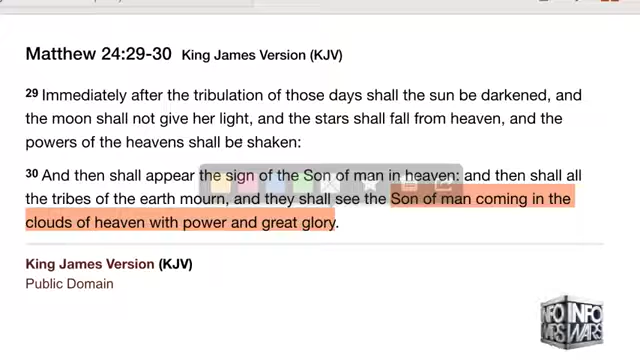 Matthew 24:29-30 King James Version (KJV)
29 Immediately after the tribulation of those days shall the sun be darkened, and
the moon shall not give her light, and the stars shall fall from heaven, and the
powers of the heavens shall be shaken:
30 And then shall appear the sign of the Son of man in heaven: and then shall all
the tribes of the earth mourn, and they shall see the Son of man coming in the
clouds of heaven with power and great glory.
King James Version (KJV)
Public Domain
INFO INFO
WARS WARS